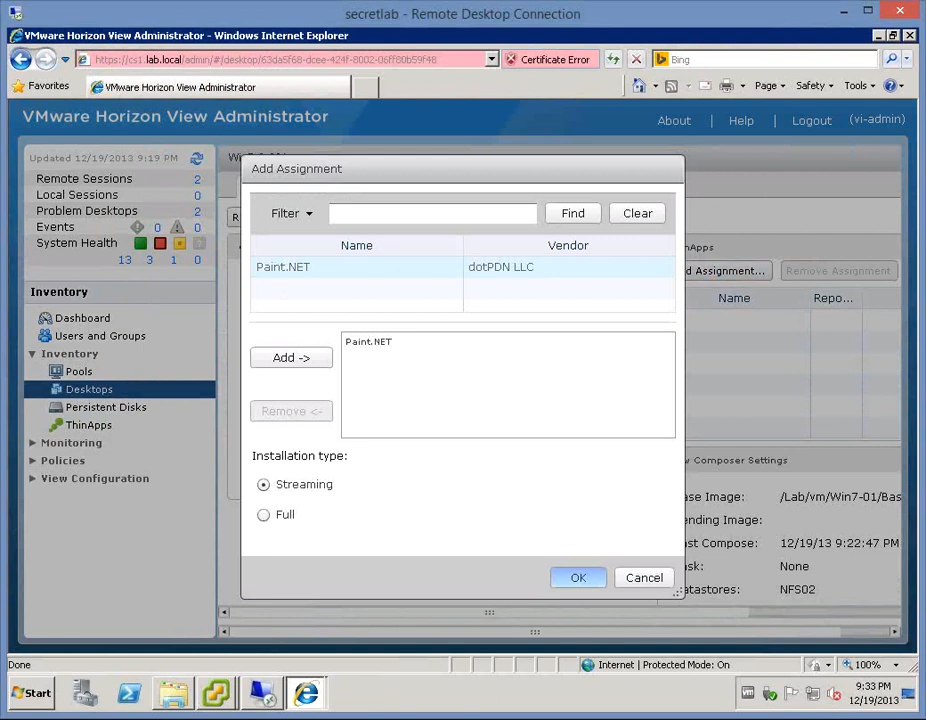 secretlab - Remote Desktop Connection
VMware Horizon View Administrator - Windows Internet Explorer
https://cs1.lab.local/admin/#/desktop/63da5f68-dcee-424f-8002-06ff80b59f48
Certificate Error
Bing
Favorites
VMware Horizon View Administrator
Page
Safety
Tools
VMware Horizon View Administrator
About | Help | Logout (vi-admin)
Updated 12/19/2013 9:19 PM
Remote Sessions 2
Local Sessions 0
Problem Desktops 2
Events 0 0
System Health
13 3 1 0
Inventory
Dashboard
Users and Groups
Inventory
Pools
Desktops
Persistent Disks
ThinApps
Monitoring
Policies
View Configuration
Add Assignment
Filter
Find
Clear
Name Vendor
Paint.NET dotPDN LLC
Add ->
Paint.NET
Remove <-
Installation type:
Streaming
Full
OK
Cancel
nApps
d Assignment...
Remove Assignment
Name Repo...
Composer Settings
ase Image: /Lab/vm/Win7-01/Bas
ending Image:
st Compose: 12/19/13 9:22:47 PM
sk: None
atastores: NFS02
Done
Internet | Protected Mode: On
100%
Start
9:33 PM
12/19/2013